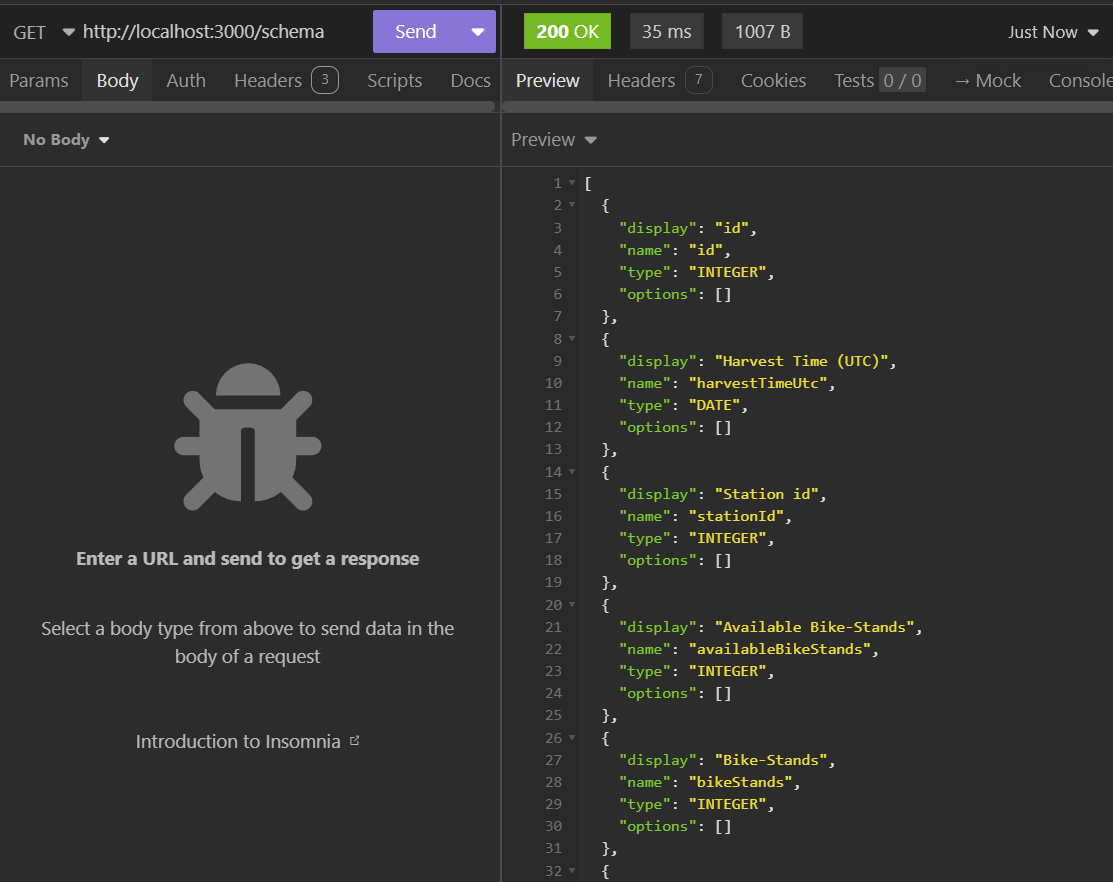 GET http://localhost:3000/schema Send
200 OK 35 ms 1007 B Just Now
Params Body Auth Headers 3 Scripts Docs
Preview Headers 7 Cookies Tests 0 / 0 → Mock Console
No Body
Preview
Enter a URL and send to get a response
Select a body type from above to send data in the
body of a request
Introduction to Insomnia
1 [
2 {
3 "display": "id",
4 "name": "id",
5 "type": "INTEGER",
6 "options": []
7 },
8 {
9 "display": "Harvest Time (UTC)",
10 "name": "harvestTimeUtc",
11 "type": "DATE",
12 "options": []
13 },
14 {
15 "display": "Station id",
16 "name": "stationId",
17 "type": "INTEGER",
18 "options": []
19 },
20 {
21 "display": "Available Bike-Stands",
22 "name": "availableBikeStands",
23 "type": "INTEGER",
24 "options": []
25 },
26 {
27 "display": "Bike-Stands",
28 "name": "bikeStands",
29 "type": "INTEGER",
30 "options": []
31 },
32 {